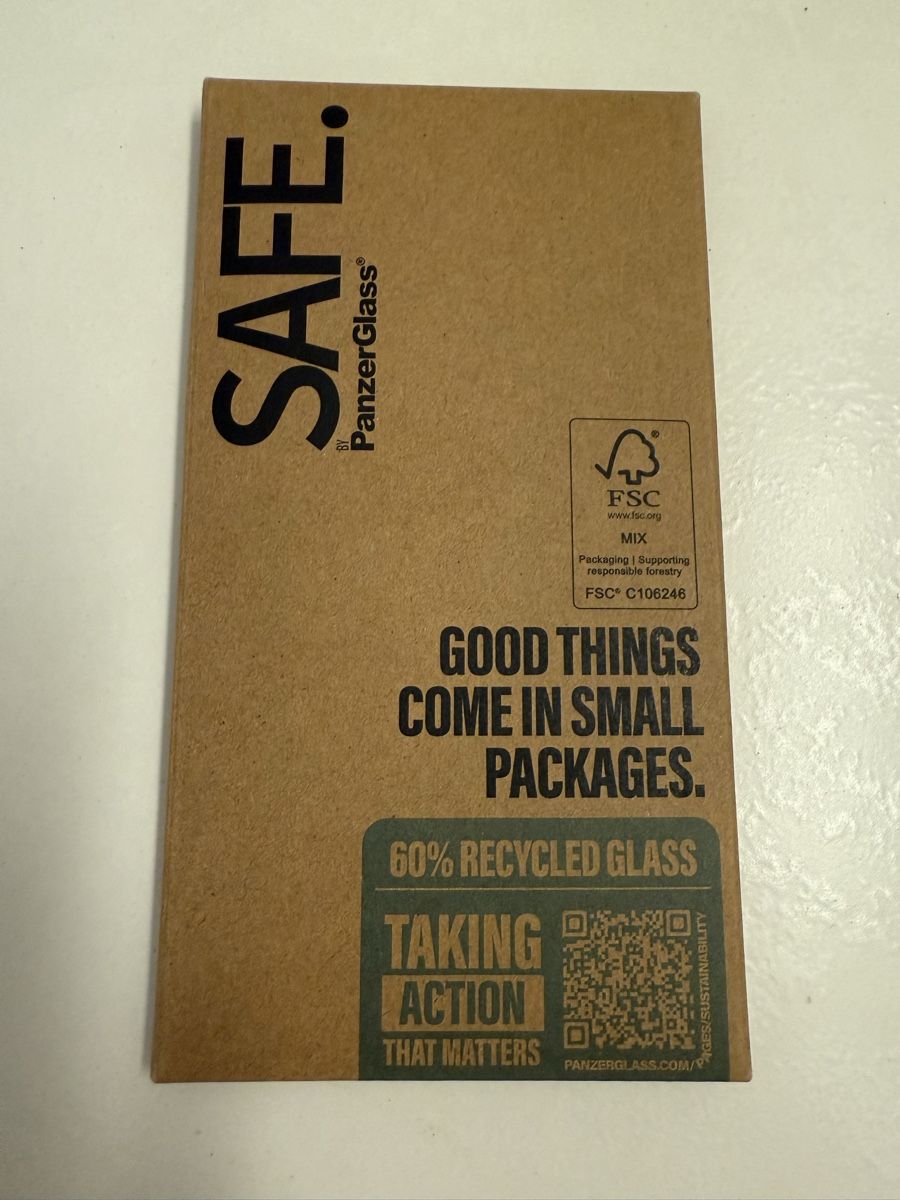 SAFE.
BY PanzerGlass®
FSC®
www.fsc.org
MIX
Packaging | Supporting
responsible forestry
FSC® C106246
GOOD THINGS
COME IN SMALL
PACKAGES.
60% RECYCLED GLASS
TAKING
ACTION
THAT MATTERS
PANZERGLASS.COM/
PAGES/SUSTAINABILITY